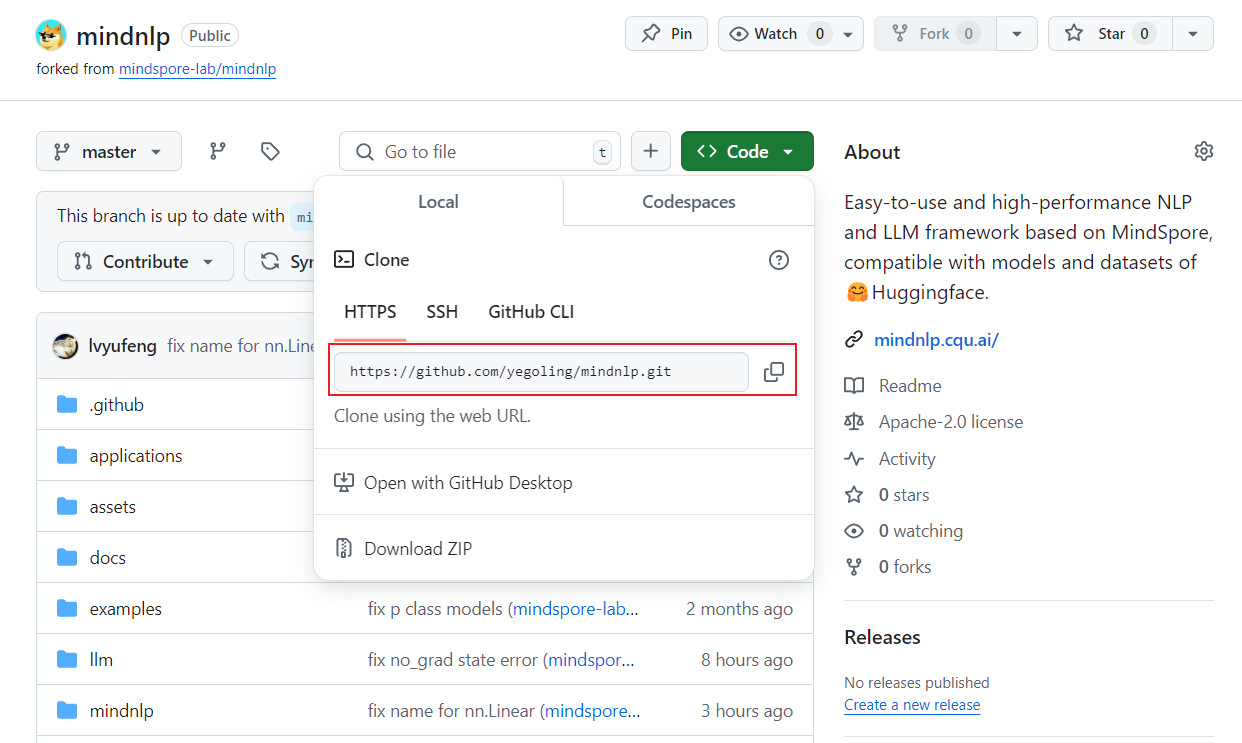 mindnlp Public
Pin Watch 0 Fork 0 Star 0
forked from mindspore-lab/mindnlp
master
Go to file t
Code
This branch is up to date with mi
Contribute
Syn
Local Codespaces
Clone
HTTPS SSH GitHub CLI
https://github.com/yegoling/mindnlp.git
Clone using the web URL.
Open with GitHub Desktop
Download ZIP
lvyufeng fix name for nn.Line
.github
applications
assets
docs
examples fix p class models (mindspore-lab... 2 months ago
llm fix no_grad state error (mindspor... 8 hours ago
mindnlp fix name for nn.Linear (mindspore... 3 hours ago
About
Easy-to-use and high-performance NLP
and LLM framework based on MindSpore,
compatible with models and datasets of
🤗Huggingface.
mindnlp.cqu.ai/
Readme
Apache-2.0 license
Activity
0 stars
0 watching
0 forks
Releases
No releases published
Create a new release